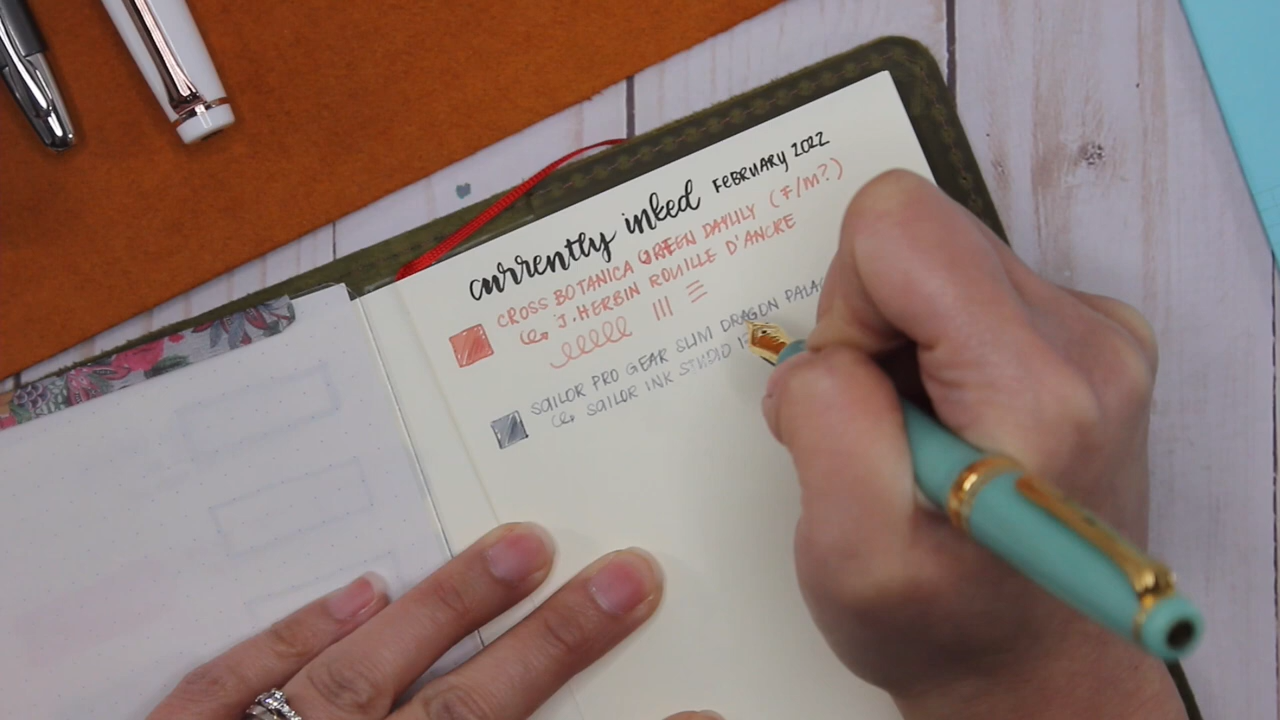 currently inked FEBRUARY 2022
CROSS BOTANICA GREEN DAYLILY (F/M?)
J. HERBIN ROUILLE D'ANCRE
SAILOR PRO GEAR SLIM DRAGON PALAC
SAILOR INK STUDIO